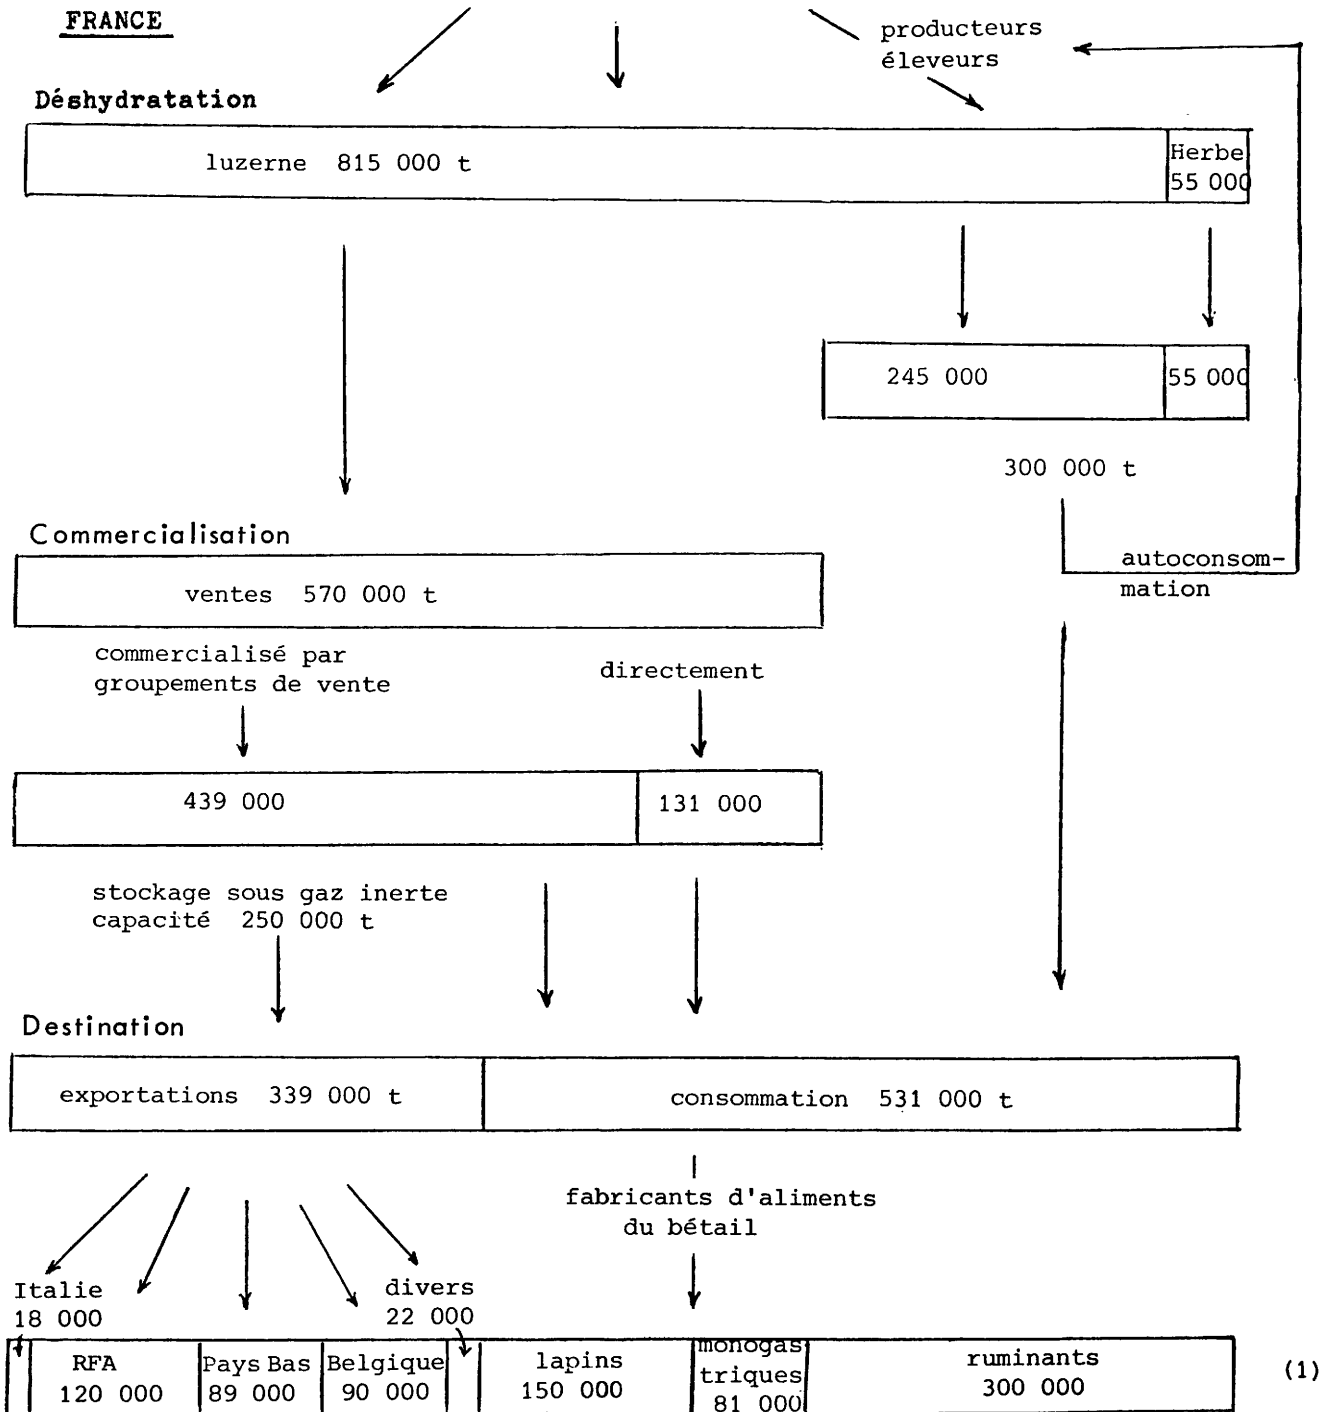 FRANCE
producteurs
éleveurs
Déshydratation
luzerne 815 000 t
Herbe
55 000
245 000
55 000
300 000 t
Commercialisation
autoconsom-
mation
ventes 570 000 t
commercialisé par
groupements de vente
directement
439 000
131 000
stockage sous gaz inerte
capacité 250 000 t
Destination
exportations 339 000 t
consommation 531 000 t
fabricants d'aliments
du bétail
Italie
18 000
divers
22 000
RFA
120 000
Pays Bas
89 000
Belgique
90 000
lapins
150 000
monogas
triques
81 000
ruminants
300 000
(1)